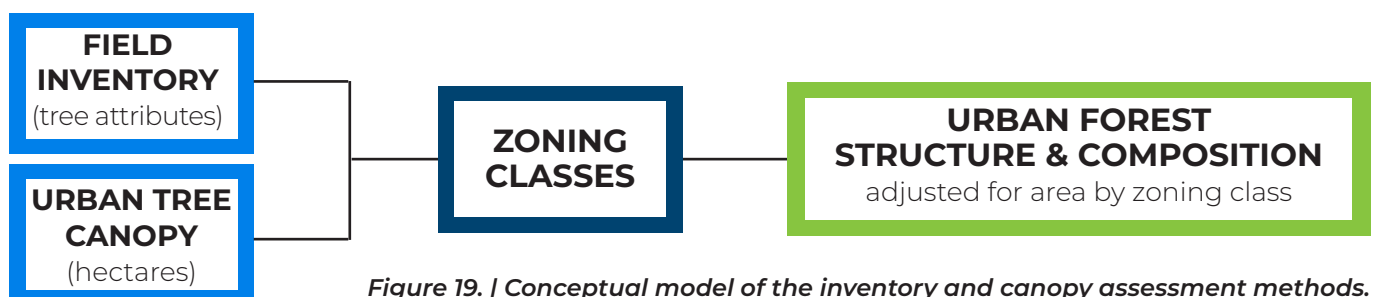 FIELD
INVENTORY
(tree attributes)
URBAN TREE
CANOPY
(hectares)
ZONING
CLASSES
URBAN FOREST
STRUCTURE & COMPOSITION
adjusted for area by zoning class
Figure 19. | Conceptual model of the inventory and canopy assessment methods.